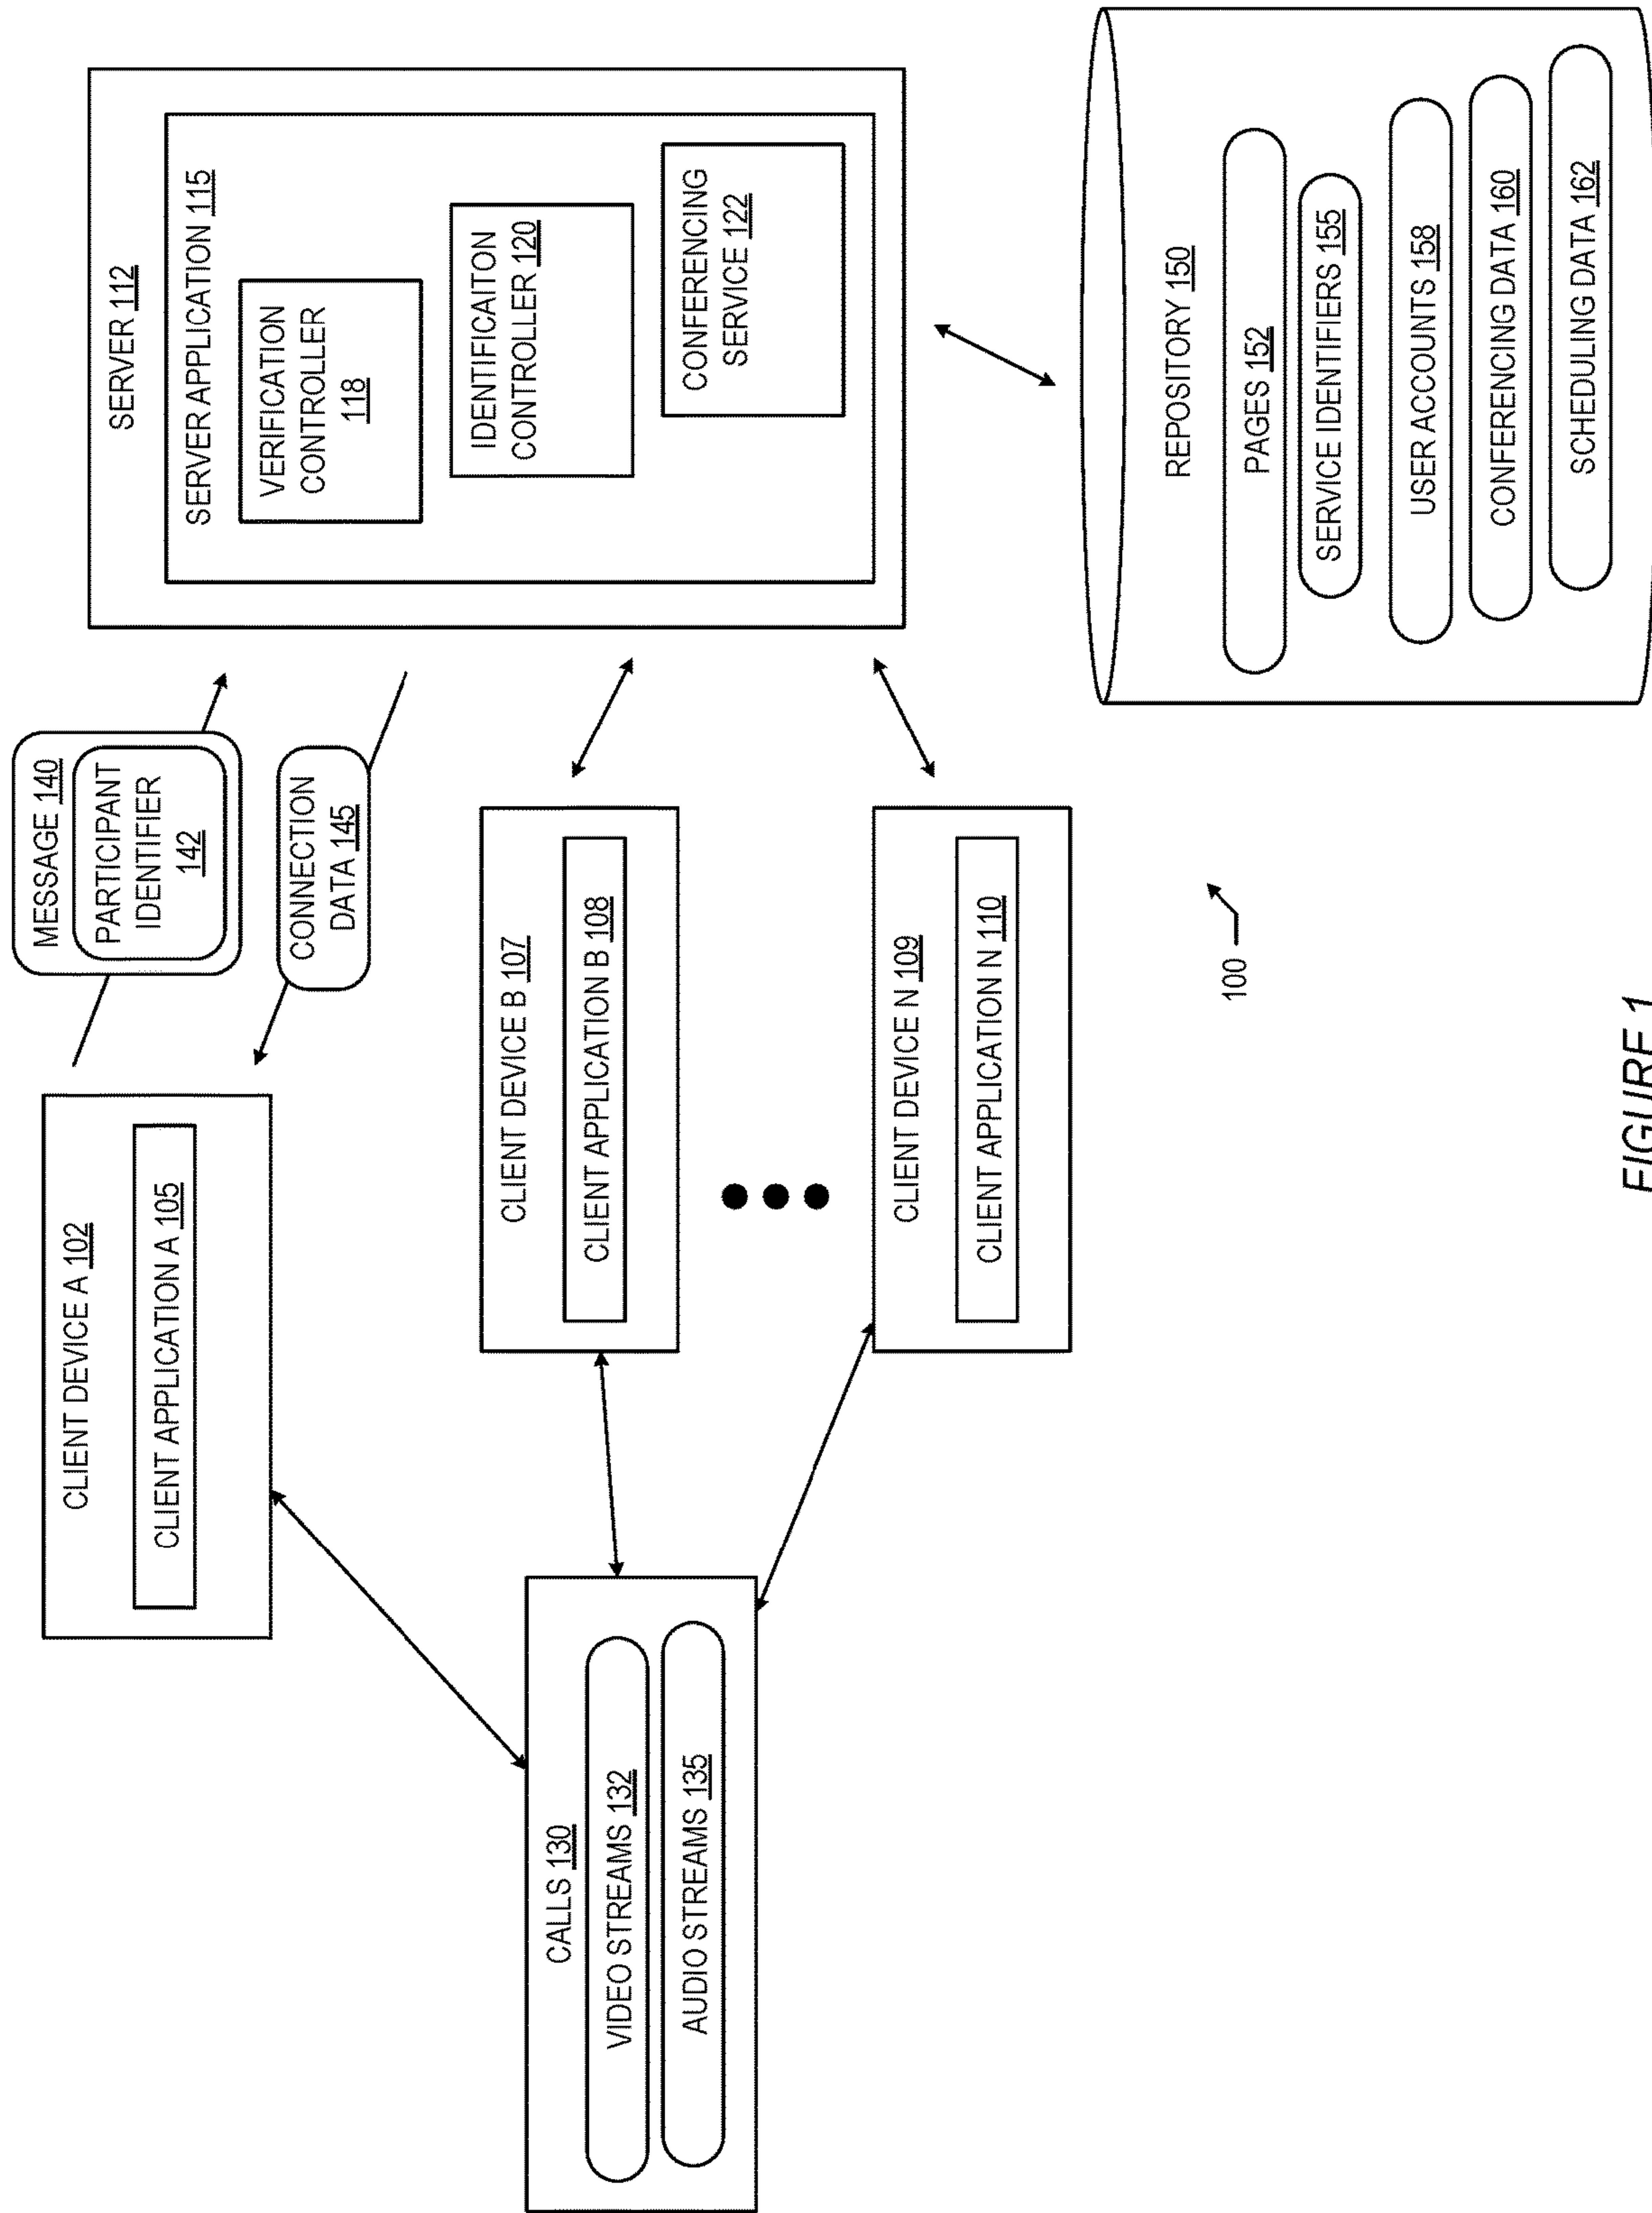 CLIENT DEVICE A 102
CLIENT APPLICATION A 105
MESSAGE 140
PARTICIPANT
IDENTIFIER
142
CONNECTION
DATA 145
SERVER 112
SERVER APPLICATION 115
VERIFICATION
CONTROLLER
118
IDENTIFICAITON
CONTROLLER 120
CONFERENCING
SERVICE 122
CALLS 130
VIDEO STREAMS 132
AUDIO STREAMS 135
CLIENT DEVICE B 107
CLIENT APPLICATION B 108
CLIENT DEVICE N 109
CLIENT APPLICATION N 110
REPOSITORY 150
PAGES 152
SERVICE IDENTIFIERS 155
USER ACCOUNTS 158
CONFERENCING DATA 160
SCHEDULING DATA 162
100
FIGURE 1